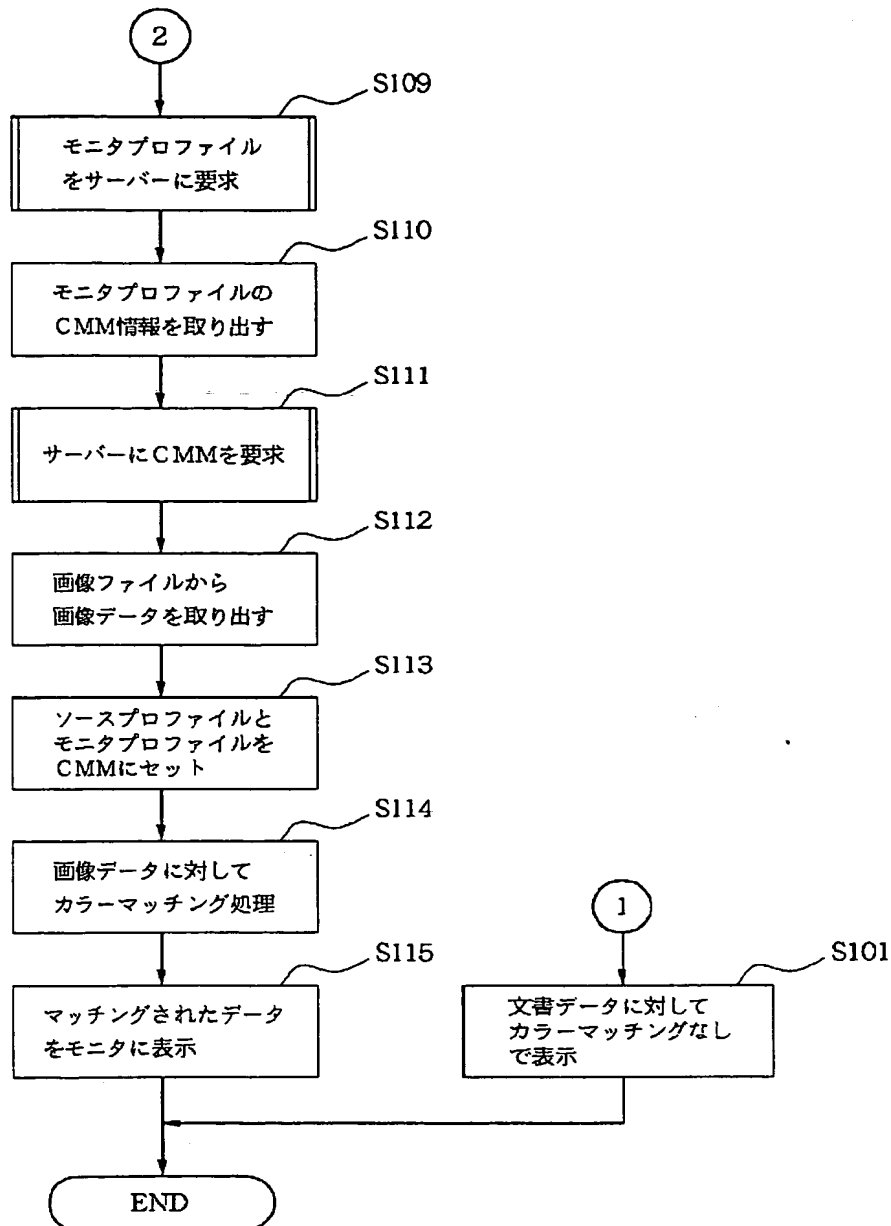 2
S109
モニタプロファイル
をサーバーに要求
S110
モニタプロファイルの
CMM情報を取り出す
S111
サーバーにCMMを要求
S112
画像ファイルから
画像データを取り出す
S113
ソースプロファイルと
モニタプロファイルを
CMMにセット
S114
画像データに対して
カラーマッチング処理
S115
マッチングされたデータ
をモニタに表示
1
S101
文書データに対して
カラーマッチングなし
で表示
END